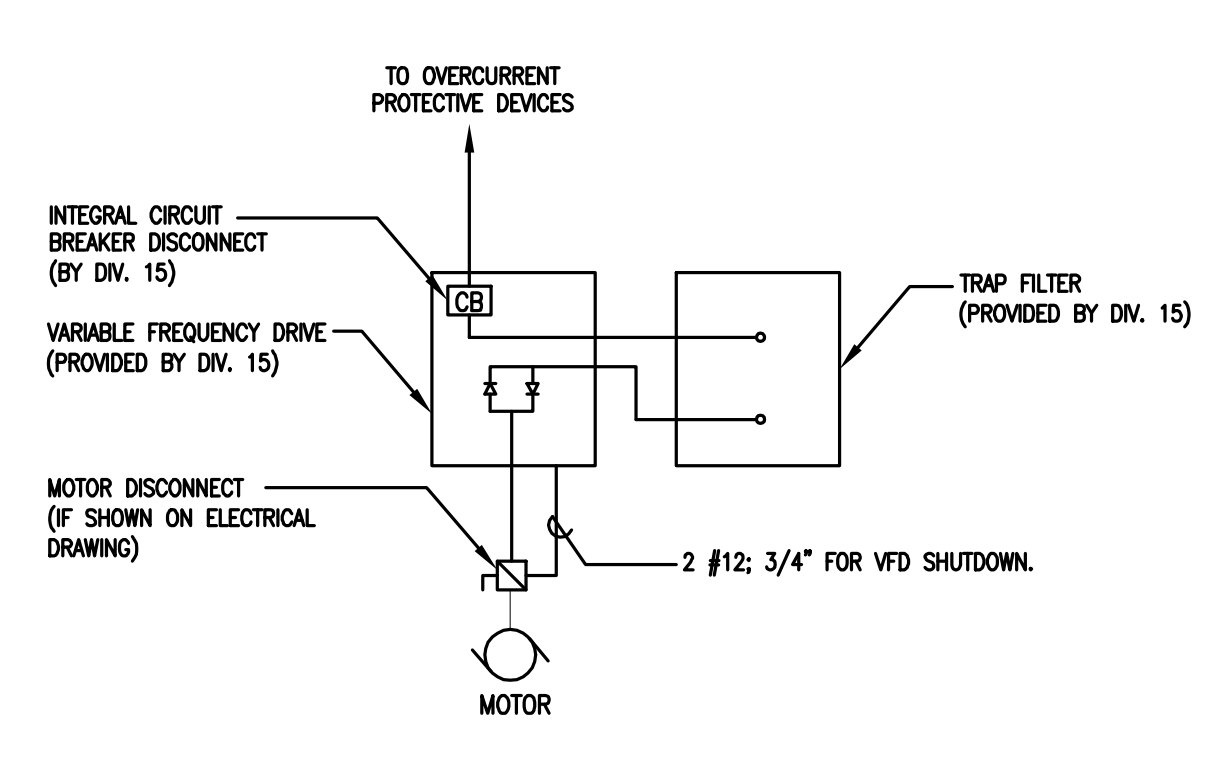 TO OVERCURRENT
PROTECTIVE DEVICES
INTEGRAL CIRCUIT
BREAKER DISCONNECT
(BY DIV. 15)
CB
TRAP FILTER
(PROVIDED BY DIV. 15)
VARIABLE FREQUENCY DRIVE
(PROVIDED BY DIV. 15)
MOTOR DISCONNECT
(IF SHOWN ON ELECTRICAL
DRAWING)
2 #12; 3/4" FOR VFD SHUTDOWN.
MOTOR